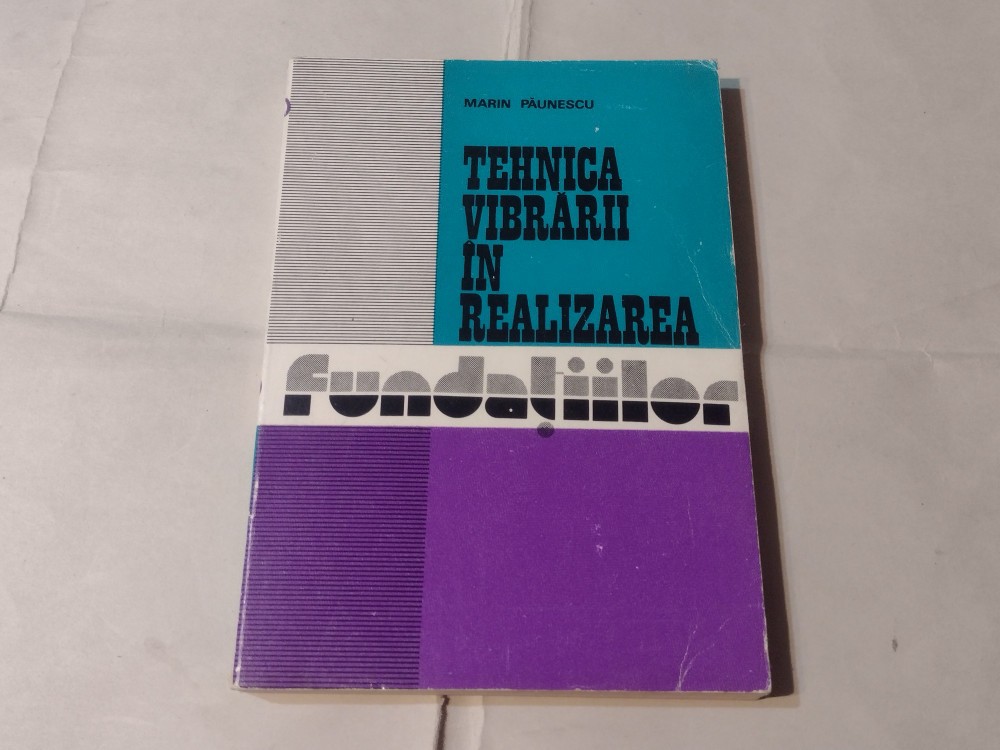 MARIN PĂUNESCU
TEHNICA
VIBRĂRII
ÎN
REALIZAREA
fundațiilor